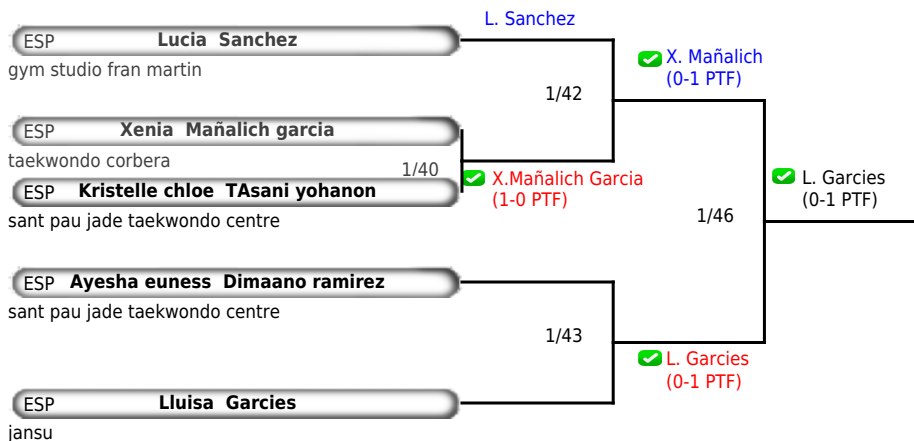 L. Sanchez
ESP Lucia Sanchez
gym studio fran martin
X. Mañalich
(0-1 PTF)
1/42
ESP Xenia Mañalich garcia
taekwondo corbera
1/40
X.Mañalich Garcia
(1-0 PTF)
ESP Kristelle chloe TAsani yohanon
sant pau jade taekwondo centre
L. Garcies
(0-1 PTF)
1/46
ESP Ayesha euness Dimaano ramirez
sant pau jade taekwondo centre
1/43
L. Garcies
(0-1 PTF)
ESP Lluisa Garcies
jansu